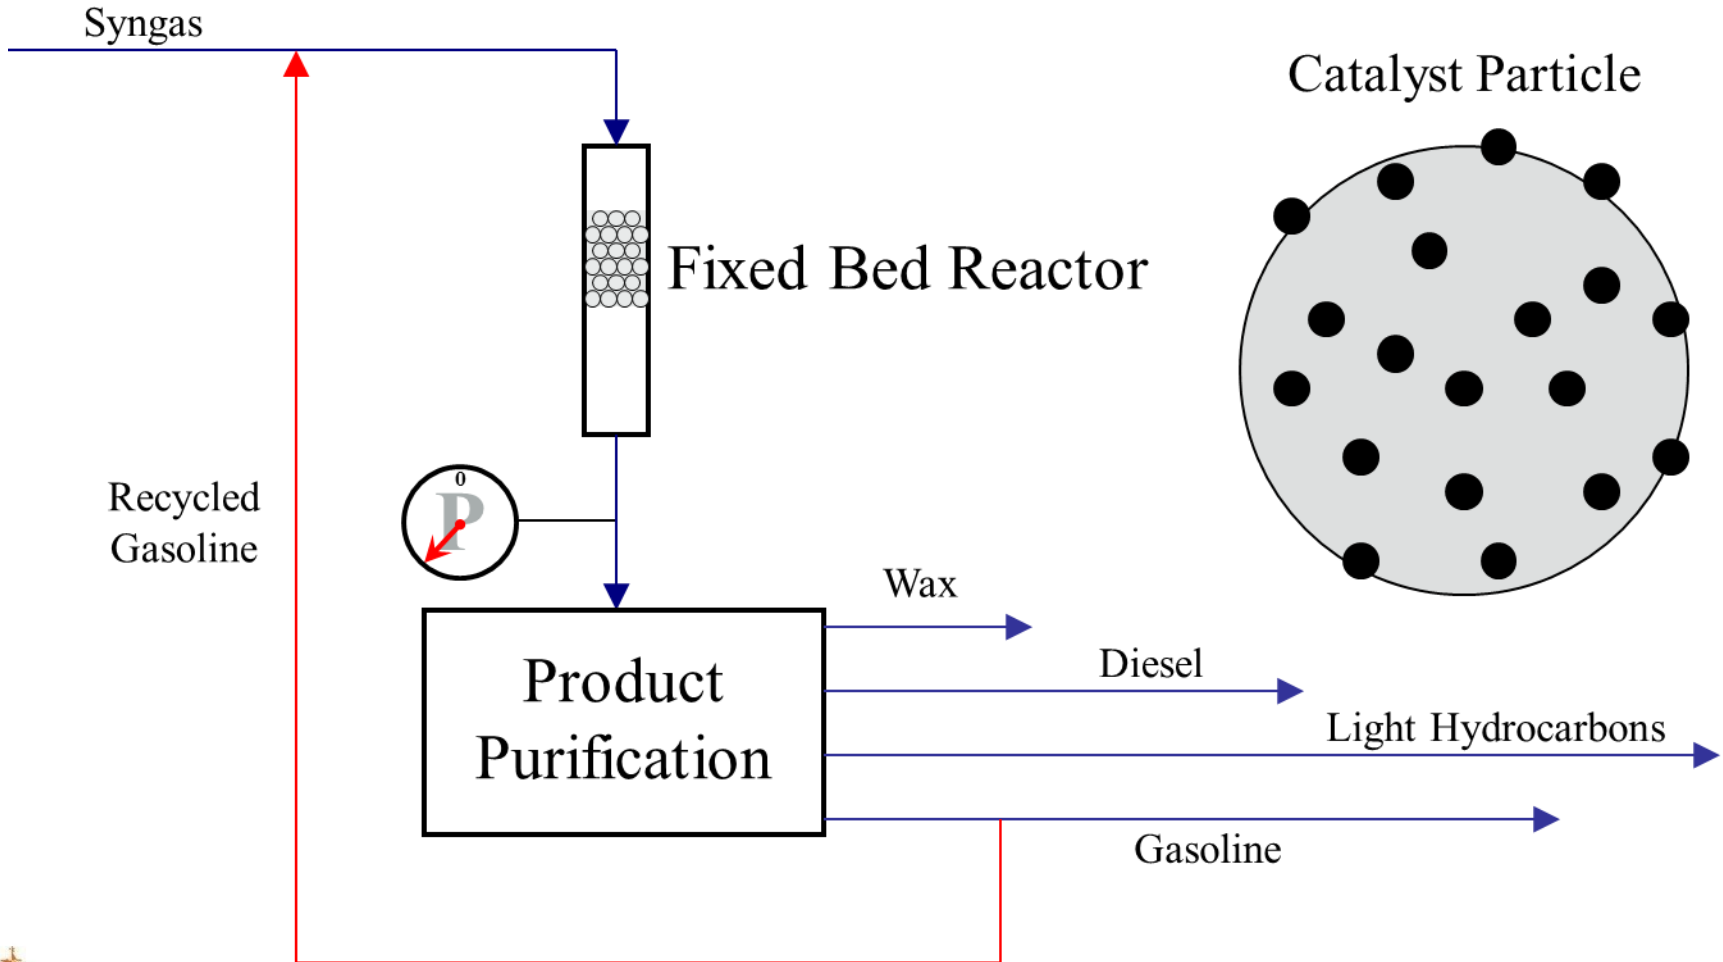 Syngas
Catalyst Particle
Fixed Bed Reactor
Recycled
Gasoline
0
P
Wax
Product
Purification
Diesel
Light Hydrocarbons
Gasoline